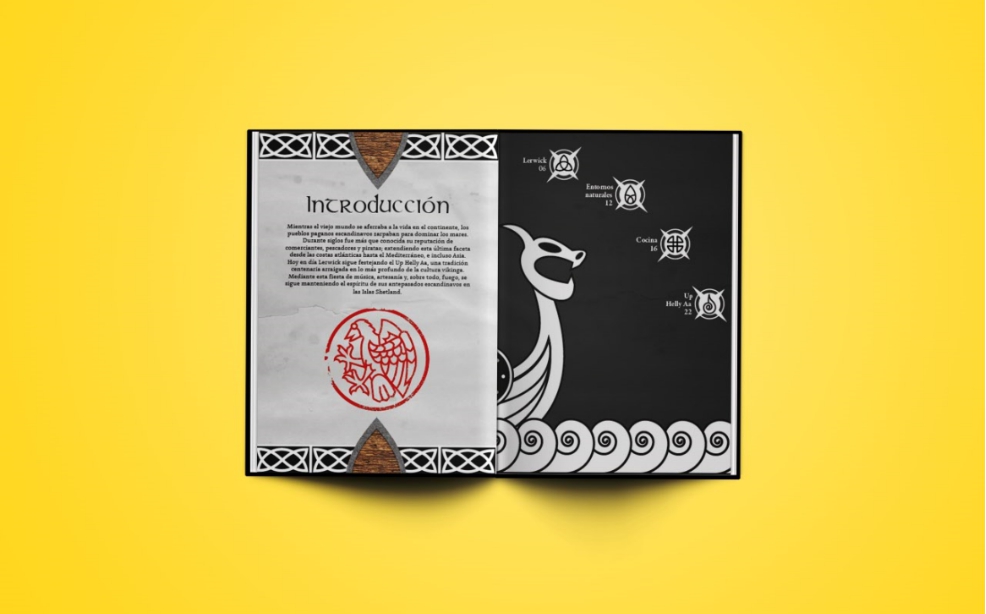 Introducción
Mientras el viejo mundo se aferraba a la vida en el continente, los
pueblos paganos escandinavos zarpaban para dominar los mares.
Durante siglos fue más que conocida su reputación de
comerciantes, pescadores y piratas; extendiendo esta última faceta
desde las costas atlánticas hasta el Mediterráneo, e incluso Asia.
Hoy en día Lerwick sigue festejando el Up Helly Aa, una tradición
centenaria arraigada en lo más profundo de la cultura vikinga.
Mediante esta fiesta de música, artesanía y, sobre todo, fuego, se
sigue manteniendo el espíritu de sus antepasados escandinavos en
las Islas Shetland.
Lerwick
06
Entornos
naturales
12
Cocina
16
Up
Helly Aa
22